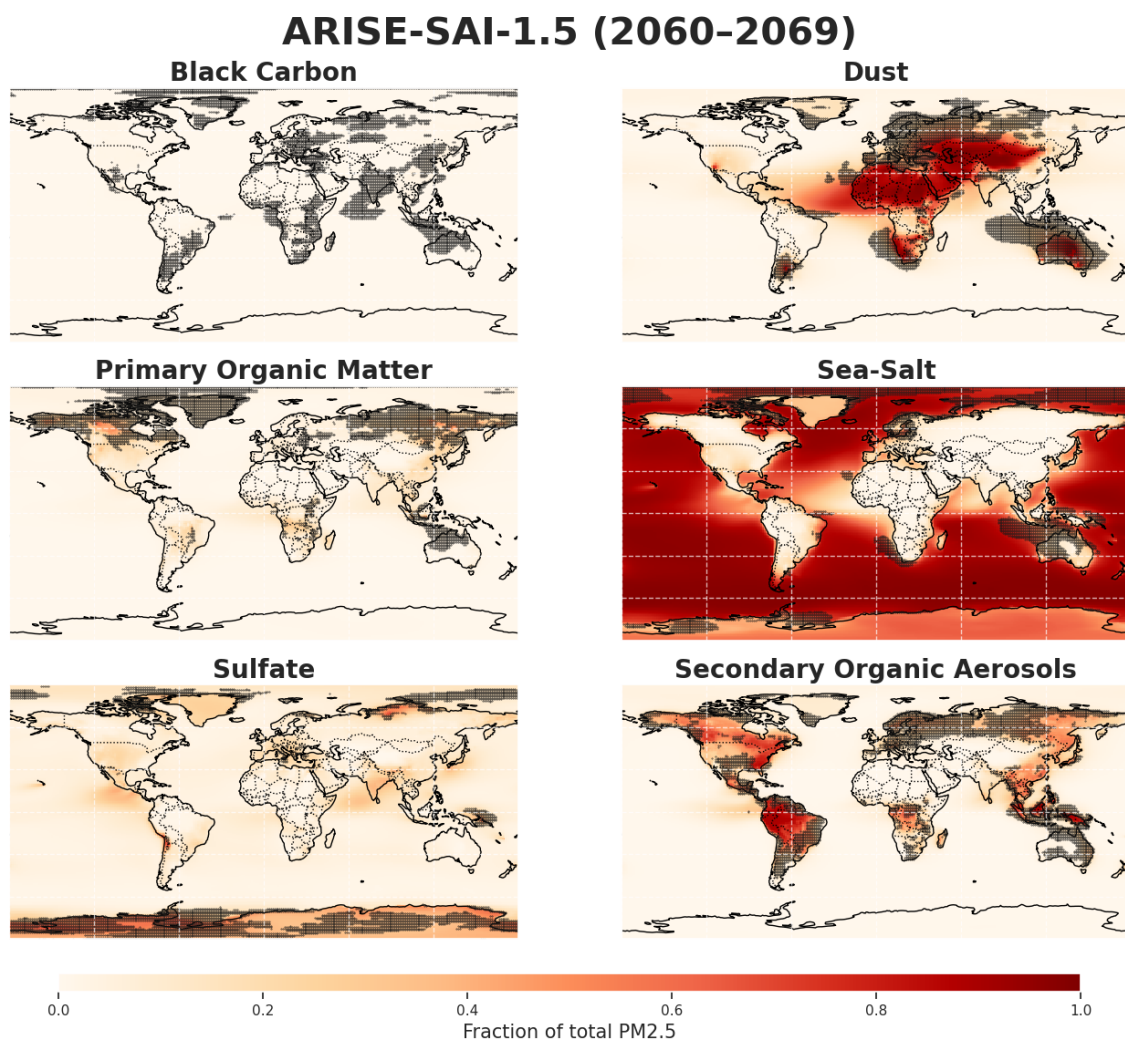 ARISE-SAI-1.5 (2060–2069)
Black Carbon
Dust
Primary Organic Matter
Sea-Salt
Sulfate
Secondary Organic Aerosols
0.0 0.2 0.4 0.6 0.8 1.0
Fraction of total PM2.5